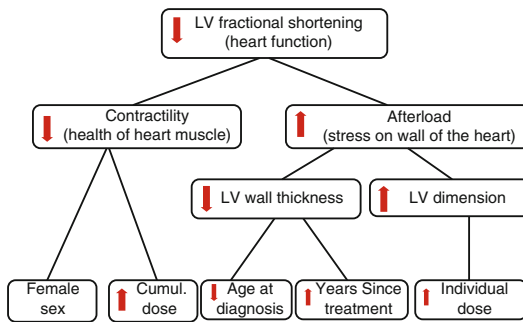 LV fractional shortening
(heart function)
Contractility
(health of heart muscle)
Afterload
(stress on wall of the heart)
LV wall thickness
LV dimension
Female
sex
Cumul.
dose
Age at
diagnosis
Years Since
treatment
Individual
dose